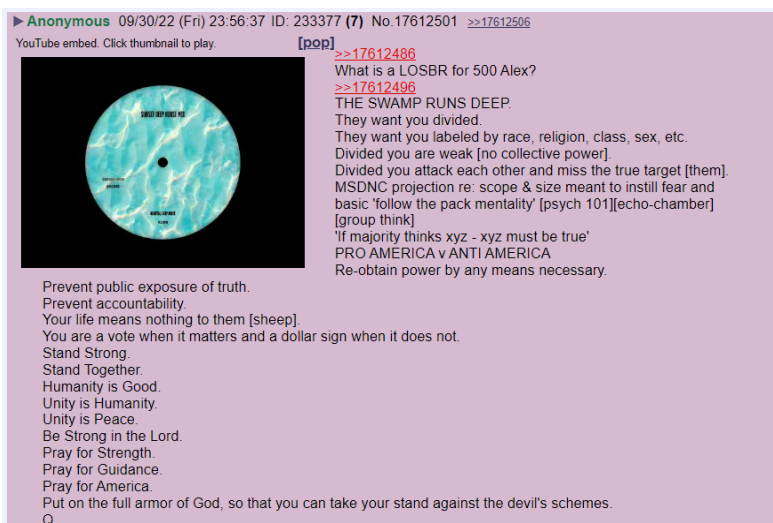 Anonymous 09/30/22 (Fri) 23:56:37 ID: 233377 (7) No.17612501 >>17612506
YouTube embed. Click thumbnail to play. [pop]
SUNSET DEEP HOUSE MIX
>>17612486
What is a LOSBR for 500 Alex?
>>17612496
THE SWAMP RUNS DEEP.
They want you divided.
They want you labeled by race, religion, class, sex, etc.
Divided you are weak [no collective power].
Divided you attack each other and miss the true target [them].
MSDNC projection re: scope & size meant to instill fear and
basic 'follow the pack mentality' [psych 101][echo-chamber]
[group think]
'If majority thinks xyz - xyz must be true'
PRO AMERICA v ANTI AMERICA
Re-obtain power by any means necessary.
Prevent public exposure of truth.
Prevent accountability.
Your life means nothing to them [sheep].
You are a vote when it matters and a dollar sign when it does not.
Stand Strong.
Stand Together.
Humanity is Good.
Unity is Humanity.
Unity is Peace.
Be Strong in the Lord.
Pray for Strength.
Pray for Guidance.
Pray for America.
Put on the full armor of God, so that you can take your stand against the devil's schemes.
Q